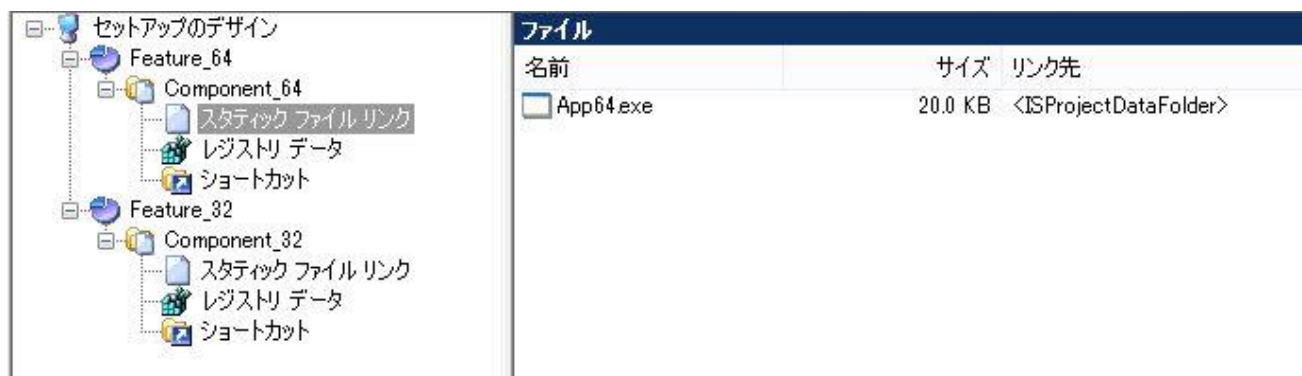 セットアップのデザイン
Feature_64
Component_64
スタティック ファイル リンク
レジストリ データ
ショートカット
Feature_32
Component_32
スタティック ファイル リンク
レジストリ データ
ショートカット
ファイル
名前 サイズ リンク先
App64.exe 20.0 KB <ISProjectDataFolder>